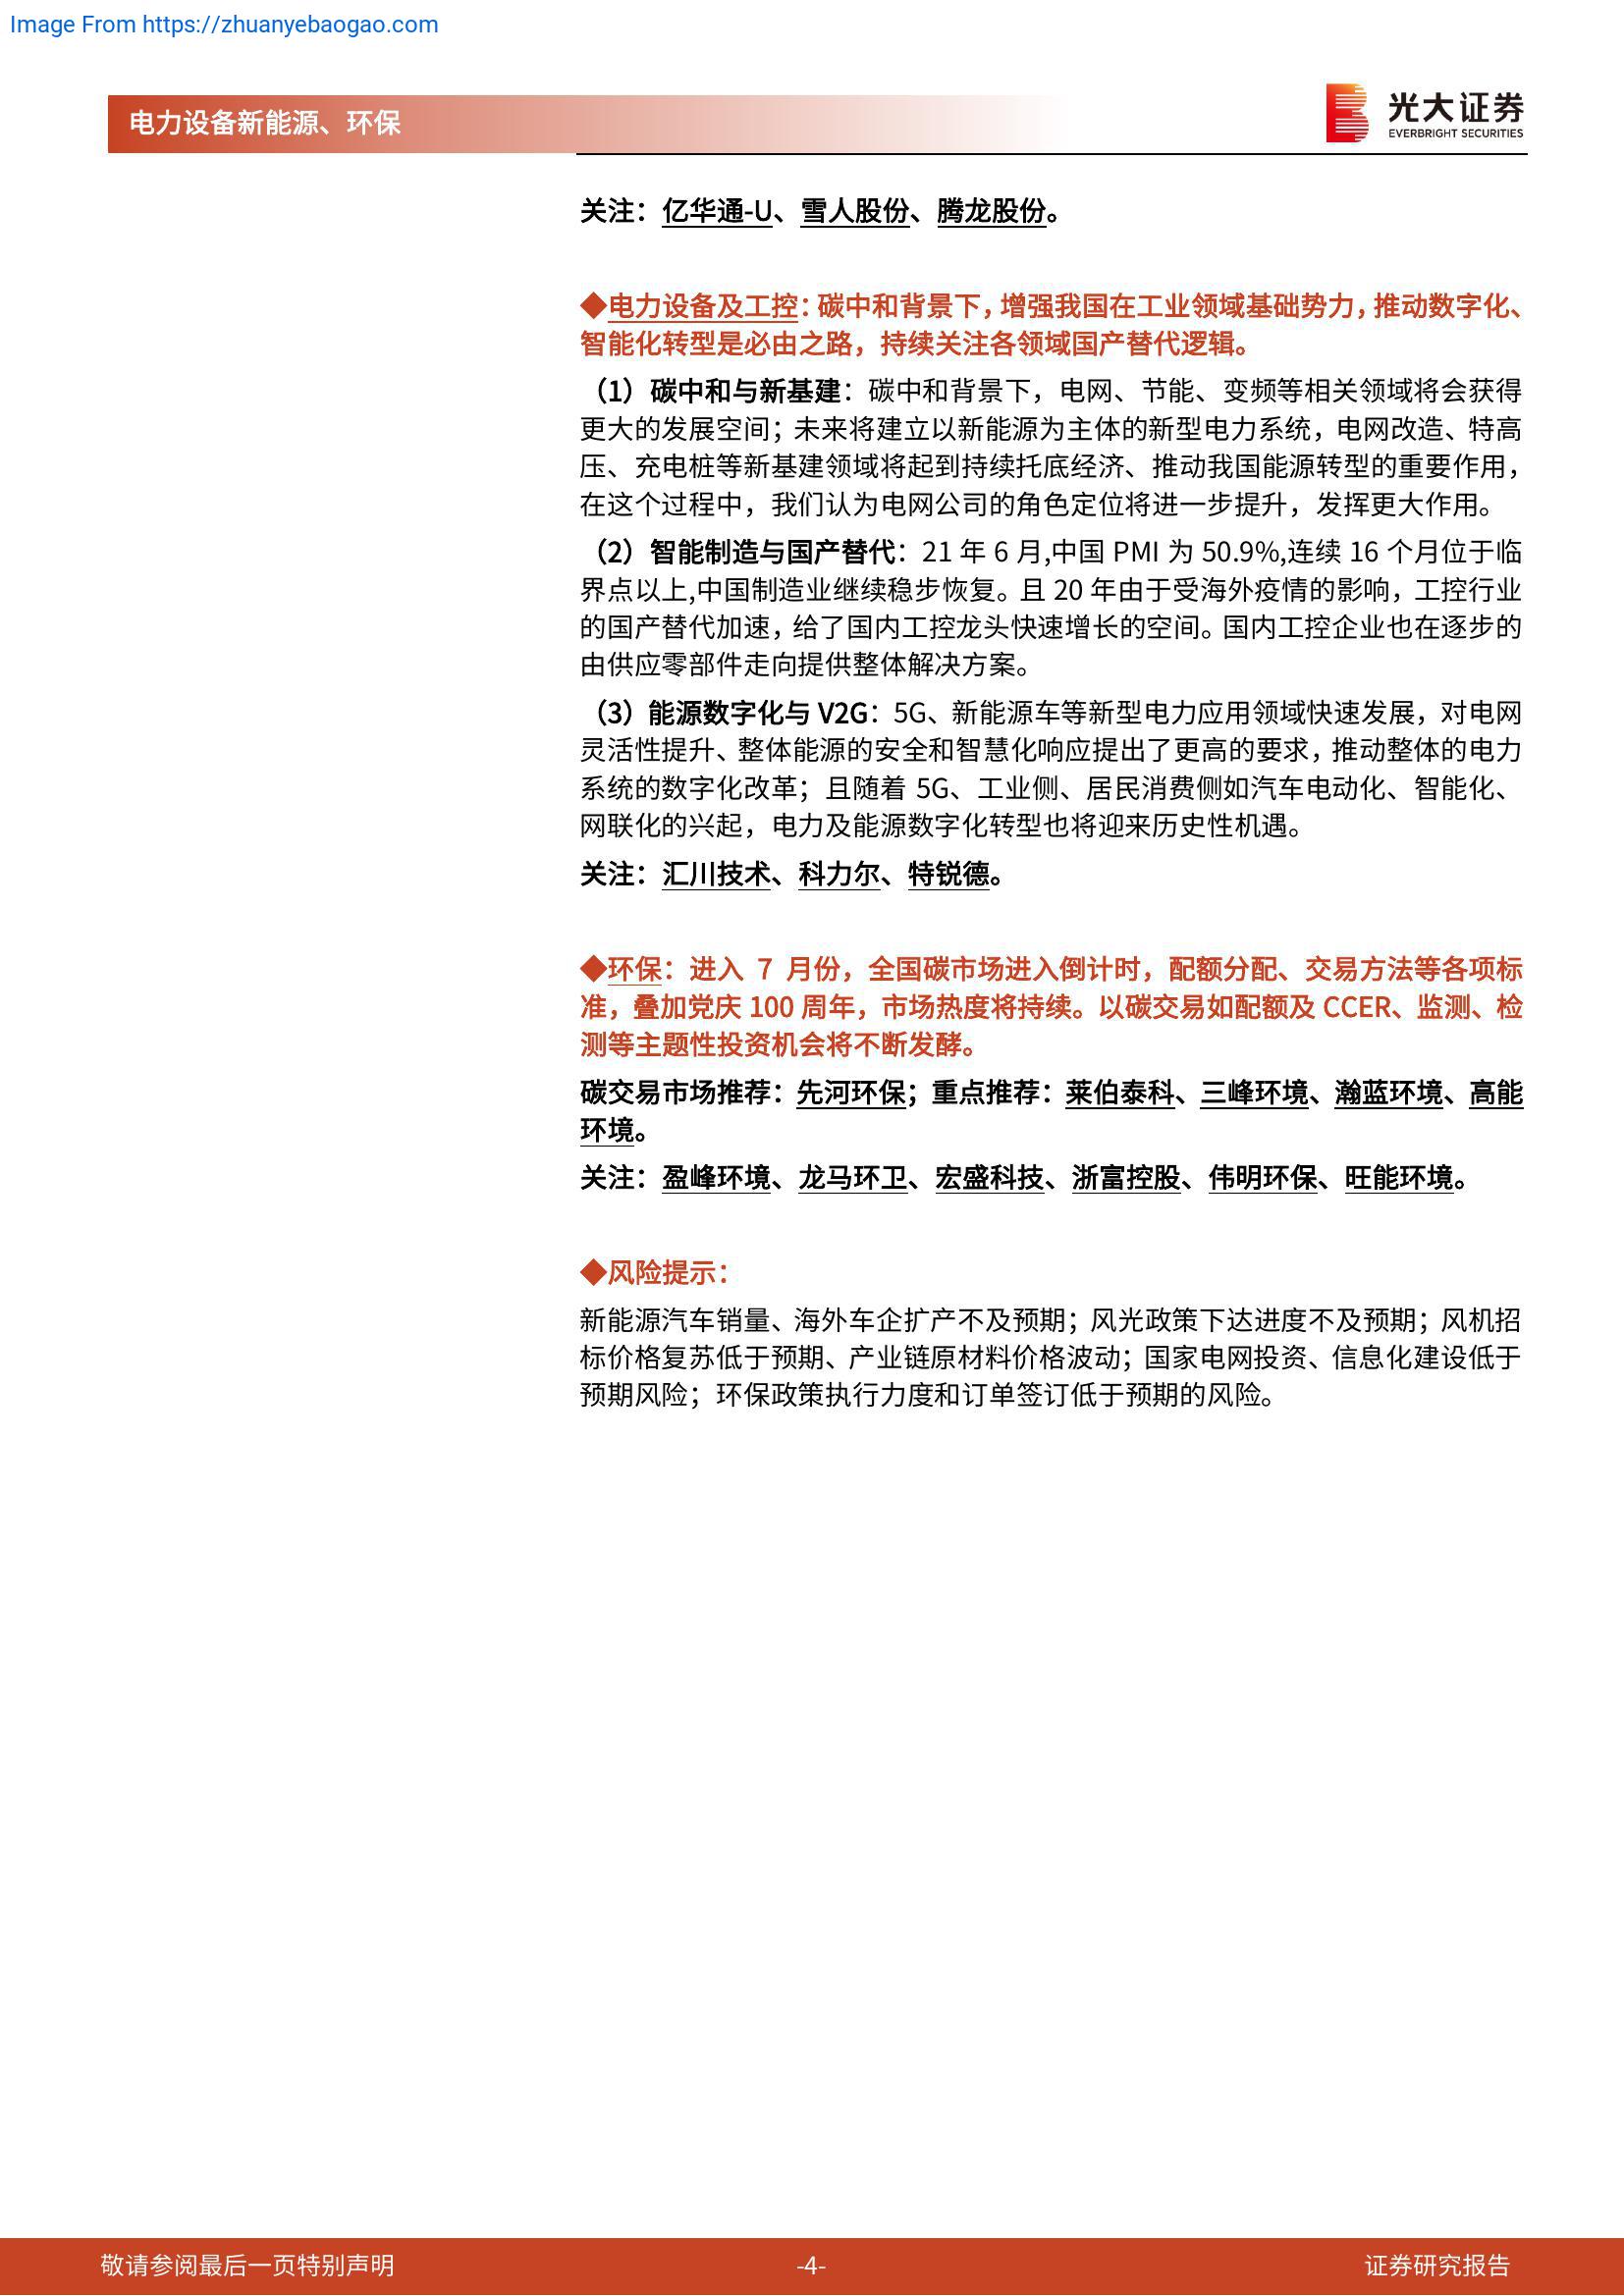 Image From https://zhuanyebaogao.com
电力设备新能源、环保
光大证券
EVERBRIGHT SECURITIES
关注：亿华通-U、雪人股份、腾龙股份。
◆电力设备及工控：碳中和背景下，增强我国在工业领域基础势力，推动数字化、
智能化转型是必由之路，持续关注各领域国产替代逻辑。
（1）碳中和与新基建：碳中和背景下，电网、节能、变频等相关领域将会获得
更大的发展空间；未来将建立以新能源为主体的新型电力系统，电网改造、特高
压、充电桩等新基建领域将起到持续托底经济、推动我国能源转型的重要作用，
在这个过程中，我们认为电网公司的角色定位将进一步提升，发挥更大作用。
（2）智能制造与国产替代：21 年 6 月,中国 PMI 为 50.9%,连续 16 个月位于临
界点以上,中国制造业继续稳步恢复。且 20 年由于受海外疫情的影响，工控行业
的国产替代加速，给了国内工控龙头快速增长的空间。国内工控企业也在逐步的
由供应零部件走向提供整体解决方案。
（3）能源数字化与 V2G：5G、新能源车等新型电力应用领域快速发展，对电网
灵活性提升、整体能源的安全和智慧化响应提出了更高的要求，推动整体的电力
系统的数字化改革；且随着 5G、工业侧、居民消费侧如汽车电动化、智能化、
网联化的兴起，电力及能源数字化转型也将迎来历史性机遇。
关注：汇川技术、科力尔、特锐德。
◆环保：进入 7 月份，全国碳市场进入倒计时，配额分配、交易方法等各项标
准，叠加党庆 100 周年，市场热度将持续。以碳交易如配额及 CCER、监测、检
测等主题性投资机会将不断发酵。
碳交易市场推荐：先河环保；重点推荐：莱伯泰科、三峰环境、瀚蓝环境、高能
环境。
关注：盈峰环境、龙马环卫、宏盛科技、浙富控股、伟明环保、旺能环境。
◆风险提示：
新能源汽车销量、海外车企扩产不及预期；风光政策下达进度不及预期；风机招
标价格复苏低于预期、产业链原材料价格波动；国家电网投资、信息化建设低于
预期风险；环保政策执行力度和订单签订低于预期的风险。
敬请参阅最后一页特别声明
-4-
证券研究报告